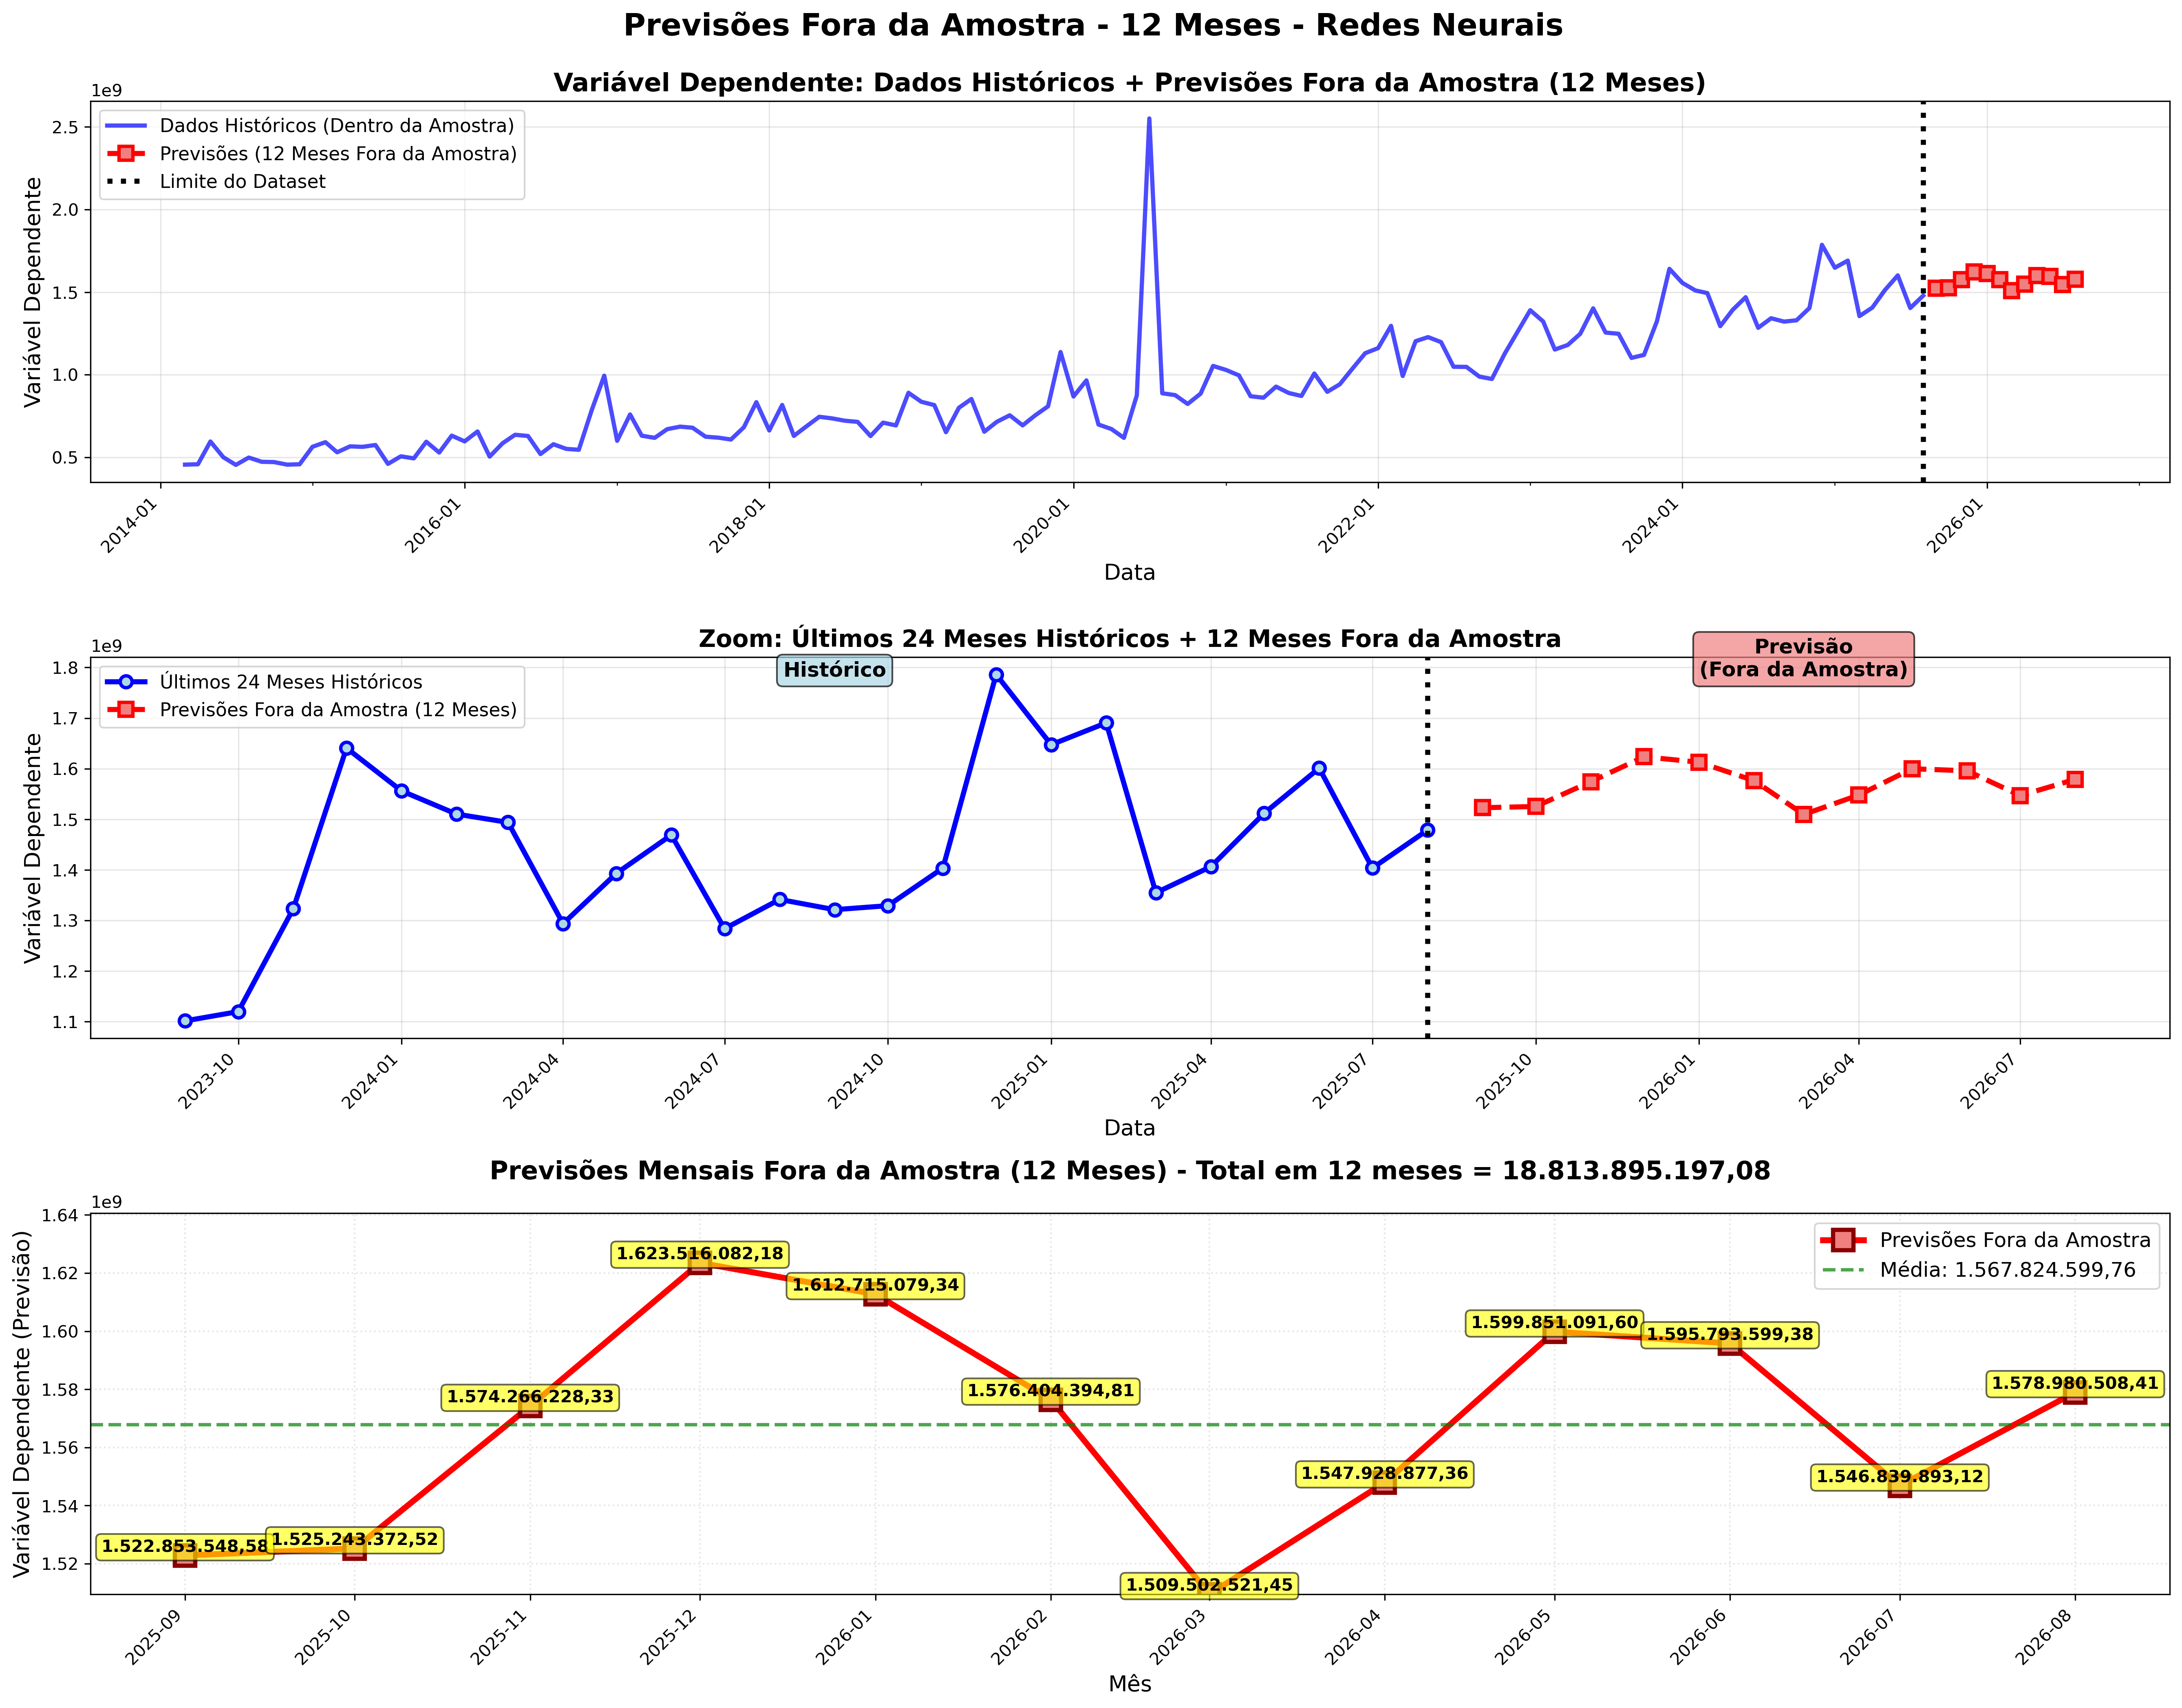 Previsões Fora da Amostra - 12 Meses - Redes Neurais
Variável Dependente: Dados Históricos + Previsões Fora da Amostra (12 Meses)
1e9
Dados Históricos (Dentro da Amostra)
Previsões (12 Meses Fora da Amostra)
Limite do Dataset
Variável Dependente
2.5
2.0
1.5
1.0
0.5
2014-01
2016-01
2018-01
2020-01
2022-01
2024-01
2026-01
Data
Zoom: Últimos 24 Meses Históricos + 12 Meses Fora da Amostra
1e9
Últimos 24 Meses Históricos
Previsões Fora da Amostra (12 Meses)
Histórico
Previsão
(Fora da Amostra)
Variável Dependente
1.8
1.7
1.6
1.5
1.4
1.3
1.2
1.1
2023-10
2024-01
2024-04
2024-07
2024-10
2025-01
2025-04
2025-07
2025-10
2026-01
2026-04
2026-07
Data
Previsões Mensais Fora da Amostra (12 Meses) - Total em 12 meses = 18.813.895.197,08
1e9
Previsões Fora da Amostra
Média: 1.567.824.599,76
Variável Dependente (Previsão)
1.64
1.62
1.60
1.58
1.56
1.54
1.52
1.522.853.548,58
1.525.243.372,52
1.574.266.228,33
1.623.516.082,18
1.612.715.079,34
1.576.404.394,81
1.509.502.521,45
1.547.928.877,36
1.599.851.091,60
1.595.793.599,38
1.546.839.893,12
1.578.980.508,41
2025-09
2025-10
2025-11
2025-12
2026-01
2026-02
2026-03
2026-04
2026-05
2026-06
2026-07
2026-08
Mês